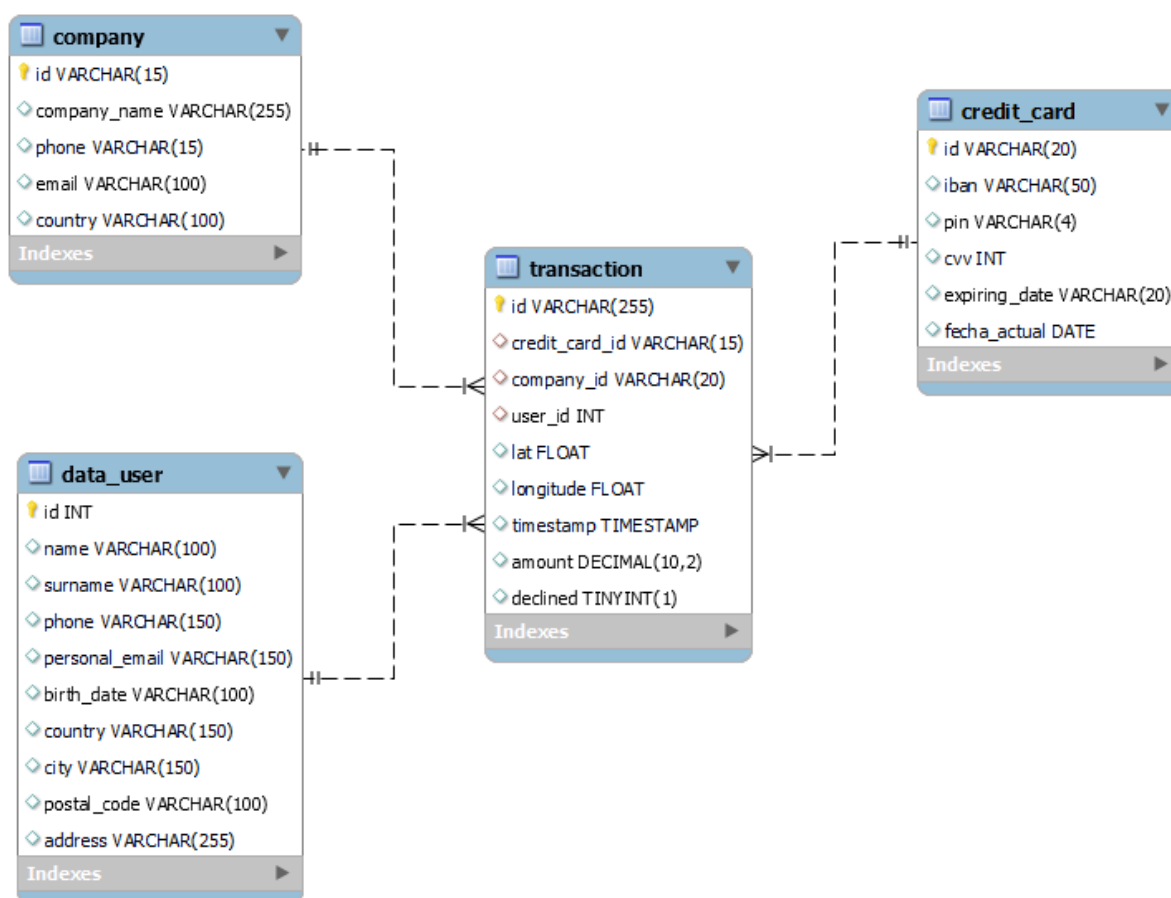 company
id VARCHAR(15)
company_name VARCHAR(255)
phone VARCHAR(15)
email VARCHAR(100)
country VARCHAR(100)
Indexes
credit_card
id VARCHAR(20)
iban VARCHAR(50)
pin VARCHAR(4)
cvv INT
expiring_date VARCHAR(20)
fecha_actual DATE
Indexes
transaction
id VARCHAR(255)
credit_card_id VARCHAR(15)
company_id VARCHAR(20)
user_id INT
lat FLOAT
longitude FLOAT
timestamp TIMESTAMP
amount DECIMAL(10,2)
declined TINYINT(1)
Indexes
data_user
id INT
name VARCHAR(100)
surname VARCHAR(100)
phone VARCHAR(150)
personal_email VARCHAR(150)
birth_date VARCHAR(100)
country VARCHAR(150)
city VARCHAR(150)
postal_code VARCHAR(100)
address VARCHAR(255)
Indexes